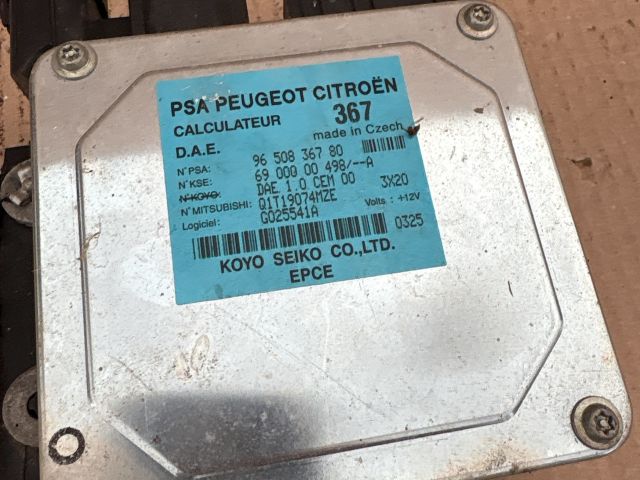 PSA PEUGEOT CITROËN
CALCULATEUR 367
D.A.E. made in Czech
N°PSA: 96 508 367 80
N°KSE: 69 000 00 498/--A
N°KOYO: DAE 1.0 CEM 00 3X20
N°MITSUBISHI: Q1T19074MZE Volts : +12V
Logiciel: G025541A
0325
KOYO SEIKO CO.,LTD.
EPCE